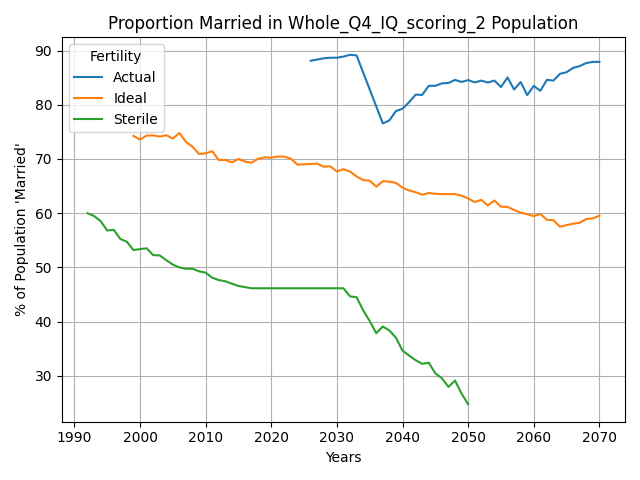 Proportion Married in Whole_Q4_IQ_scoring_2 Population
% of Population 'Married'
90
80
70
60
50
40
30
Fertility
Actual
Ideal
Sterile
1990 2000 2010 2020 2030 2040 2050 2060 2070
Years